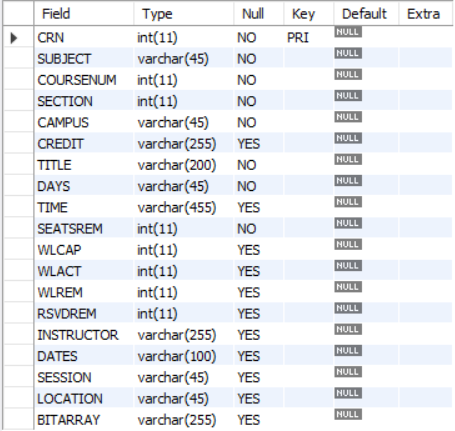 Field Type Null Key Default Extra
CRN int(11) NO PRI NULL
SUBJECT varchar(45) NO NULL
COURSENUM int(11) NO NULL
SECTION int(11) NO NULL
CAMPUS varchar(45) NO NULL
CREDIT varchar(255) YES NULL
TITLE varchar(200) NO NULL
DAYS varchar(45) NO NULL
TIME varchar(455) YES NULL
SEATSREM int(11) NO NULL
WLCAP int(11) YES NULL
WLACT int(11) YES NULL
WLREM int(11) YES NULL
RSVDREM int(11) YES NULL
INSTRUCTOR varchar(255) YES NULL
DATES varchar(100) YES NULL
SESSION varchar(45) YES NULL
LOCATION varchar(45) YES NULL
BITARRAY varchar(255) YES NULL